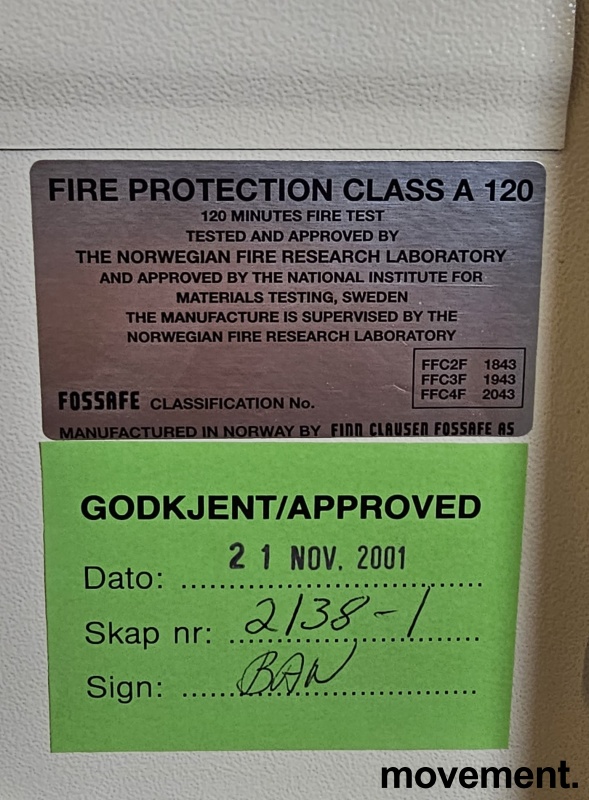 FIRE PROTECTION CLASS A 120
120 MINUTES FIRE TEST
TESTED AND APPROVED BY
THE NORWEGIAN FIRE RESEARCH LABORATORY
AND APPROVED BY THE NATIONAL INSTITUTE FOR
MATERIALS TESTING, SWEDEN
THE MANUFACTURE IS SUPERVISED BY THE
NORWEGIAN FIRE RESEARCH LABORATORY
FFC2F 1843
FFC3F 1943
FFC4F 2043
FOSSAFE CLASSIFICATION No.
MANUFACTURED IN NORWAY BY FINN CLAUSEN FOSSAFE AS
GODKJENT/APPROVED
Dato: 21 NOV. 2001
Skap nr: 2138-1
Sign: BAN
movement.